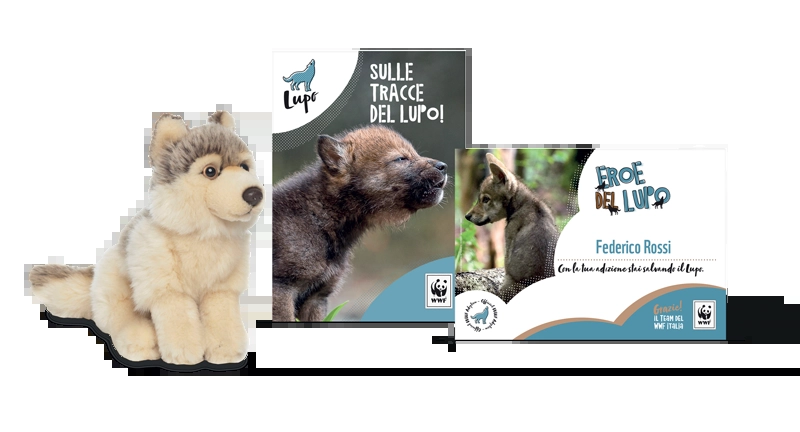 Lupo
SULLE
TRACCE
DEL LUPO!
WWF
EROE
DEL LUPO
Federico Rossi
Con la tua adizione stai salvando il Lupo.
Grazie!
IL TEAM DEL
WWF ITALIA
WWF